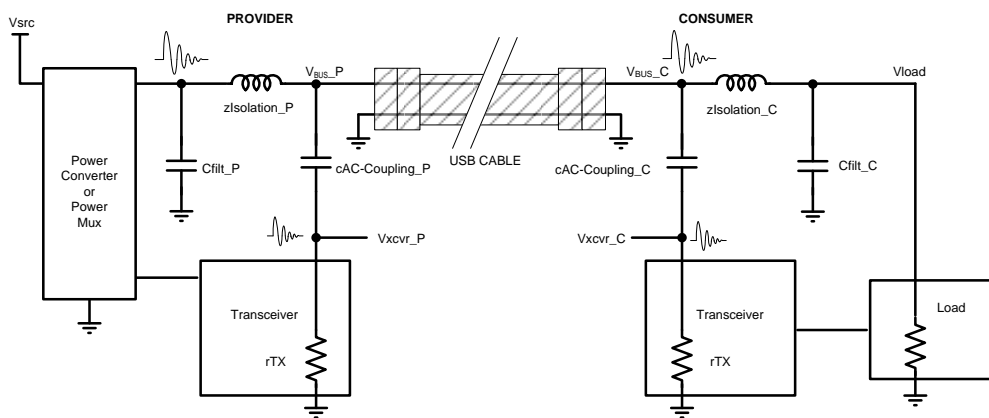 PROVIDER
CONSUMER
Vsrc
VBUS_P
VBUS_C
Vload
zIsolation_P
zIsolation_C
USB CABLE
Power
Converter
or
Power
Mux
Cfilt_P
cAC-Coupling_P
cAC-Coupling_C
Cfilt_C
Vxcvr_P
Vxcvr_C
Transceiver
rTX
Transceiver
rTX
Load